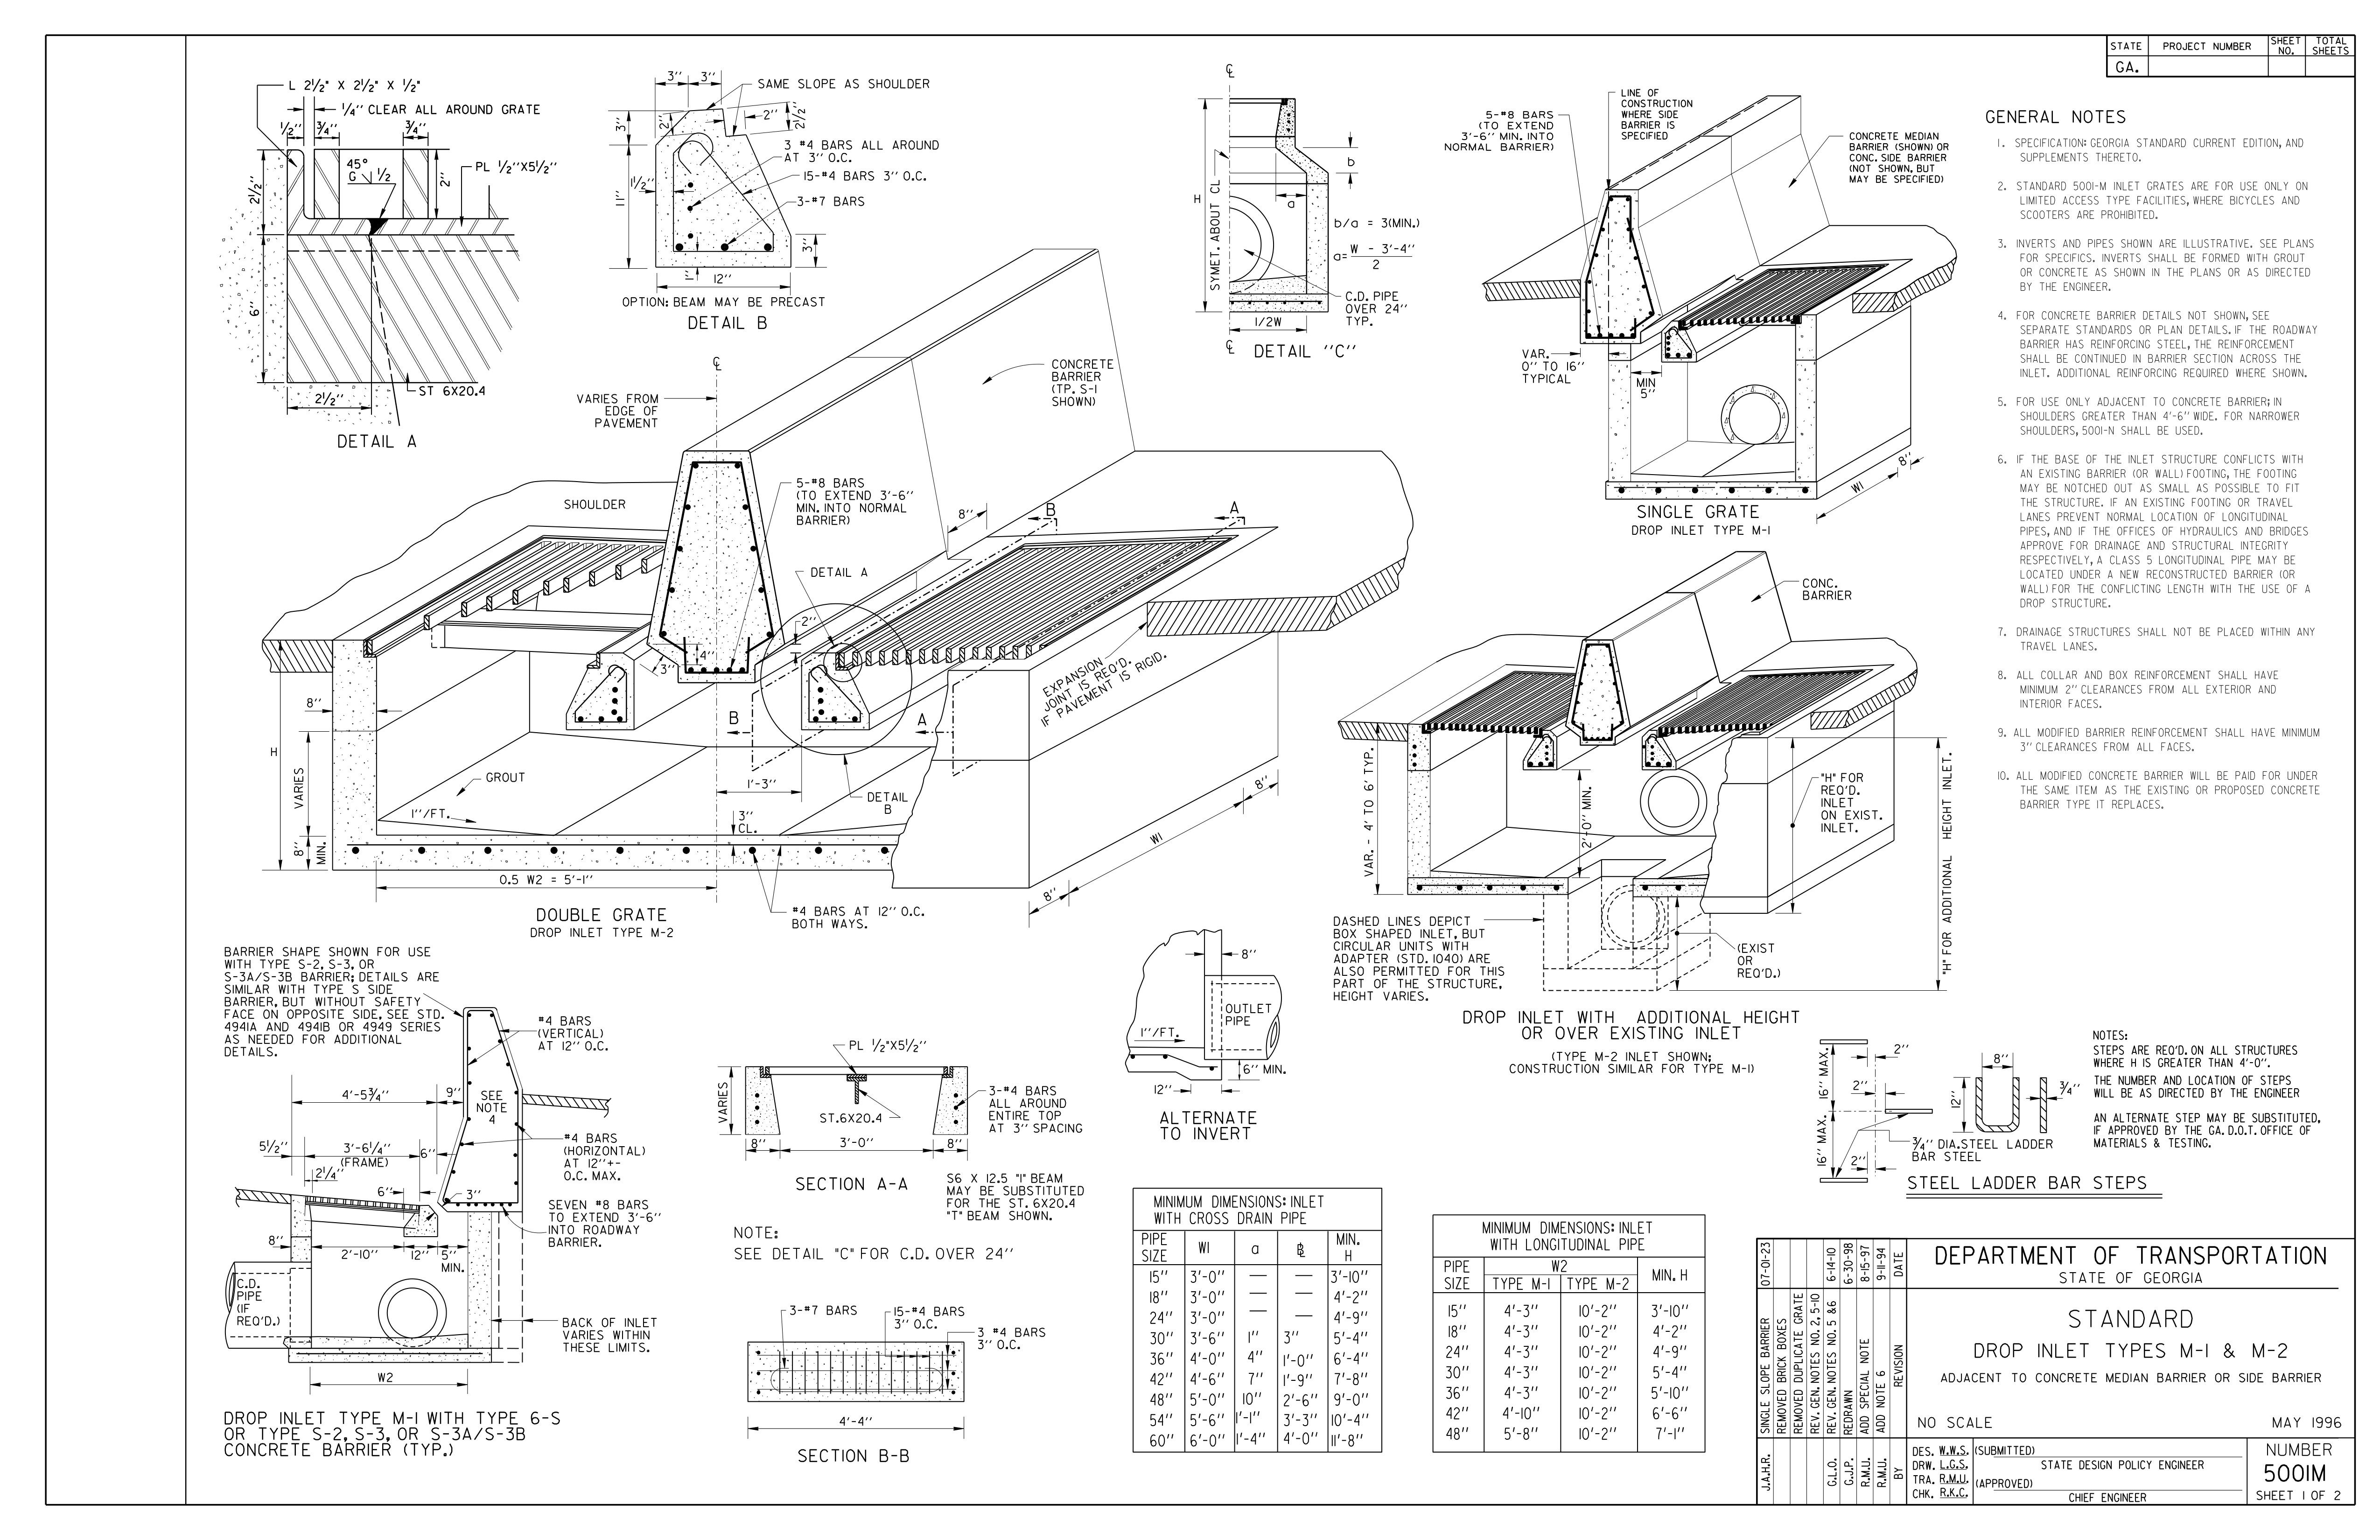 STATE PROJECT NUMBER SHEET NO. TOTAL SHEETS
GA.
L 2½" X 2½" X ½"
¼" CLEAR ALL AROUND GRATE
½" ¾" ¾"
45°
G ½
PL ½"X5½"
2½"
2"
6"
2½"
ST 6X20.4
DETAIL A
3" 3"
SAME SLOPE AS SHOULDER
2"
2½"
3"
2"
3 #4 BARS ALL AROUND
AT 3" O.C.
15-#4 BARS 3" O.C.
1½"
3-#7 BARS
11"
3"
1"
12"
OPTION: BEAM MAY BE PRECAST
DETAIL B
H
SYMET. ABOUT CL
b
a
b/a = 3(MIN.)
a= W - 3'-4"
2
C.D. PIPE
OVER 24"
TYP.
1/2W
DETAIL "C"
LINE OF
CONSTRUCTION
WHERE SIDE
BARRIER IS
SPECIFIED
5-#8 BARS
(TO EXTEND
3'-6" MIN. INTO
NORMAL BARRIER)
CONCRETE MEDIAN
BARRIER (SHOWN) OR
CONC. SIDE BARRIER
(NOT SHOWN, BUT
MAY BE SPECIFIED)
VAR.
0" TO 16"
TYPICAL
MIN
5"
8"
W1
SINGLE GRATE
DROP INLET TYPE M-1
GENERAL NOTES
1. SPECIFICATION: GEORGIA STANDARD CURRENT EDITION, AND
SUPPLEMENTS THERETO.
2. STANDARD 5001-M INLET GRATES ARE FOR USE ONLY ON
LIMITED ACCESS TYPE FACILITIES, WHERE BICYCLES AND
SCOOTERS ARE PROHIBITED.
3. INVERTS AND PIPES SHOWN ARE ILLUSTRATIVE. SEE PLANS
FOR SPECIFICS. INVERTS SHALL BE FORMED WITH GROUT
OR CONCRETE AS SHOWN IN THE PLANS OR AS DIRECTED
BY THE ENGINEER.
4. FOR CONCRETE BARRIER DETAILS NOT SHOWN, SEE
SEPARATE STANDARDS OR PLAN DETAILS. IF THE ROADWAY
BARRIER HAS REINFORCING STEEL, THE REINFORCEMENT
SHALL BE CONTINUED IN BARRIER SECTION ACROSS THE
INLET. ADDITIONAL REINFORCING REQUIRED WHERE SHOWN.
5. FOR USE ONLY ADJACENT TO CONCRETE BARRIER; IN
SHOULDERS GREATER THAN 4'-6" WIDE. FOR NARROWER
SHOULDERS, 5001-N SHALL BE USED.
6. IF THE BASE OF THE INLET STRUCTURE CONFLICTS WITH
AN EXISTING BARRIER (OR WALL) FOOTING, THE FOOTING
MAY BE NOTCHED OUT AS SMALL AS POSSIBLE TO FIT
THE STRUCTURE. IF AN EXISTING FOOTING OR TRAVEL
LANES PREVENT NORMAL LOCATION OF LONGITUDINAL
PIPES, AND IF THE OFFICES OF HYDRAULICS AND BRIDGES
APPROVE FOR DRAINAGE AND STRUCTURAL INTEGRITY
RESPECTIVELY, A CLASS 5 LONGITUDINAL PIPE MAY BE
LOCATED UNDER A NEW RECONSTRUCTED BARRIER (OR
WALL) FOR THE CONFLICTING LENGTH WITH THE USE OF A
DROP STRUCTURE.
7. DRAINAGE STRUCTURES SHALL NOT BE PLACED WITHIN ANY
TRAVEL LANES.
8. ALL COLLAR AND BOX REINFORCEMENT SHALL HAVE
MINIMUM 2" CLEARANCES FROM ALL EXTERIOR AND
INTERIOR FACES.
9. ALL MODIFIED BARRIER REINFORCEMENT SHALL HAVE MINIMUM
3" CLEARANCES FROM ALL FACES.
10. ALL MODIFIED CONCRETE BARRIER WILL BE PAID FOR UNDER
THE SAME ITEM AS THE EXISTING OR PROPOSED CONCRETE
BARRIER TYPE IT REPLACES.
VARIES FROM
EDGE OF
PAVEMENT
CONCRETE
BARRIER
(TP. S-1
SHOWN)
5-#8 BARS
(TO EXTEND 3'-6"
MIN. INTO NORMAL
BARRIER)
SHOULDER
8" B A
DETAIL A
2"
4"
3"
EXPANSION
JOINT IS REQ'D.
IF PAVEMENT IS RIGID.
8"
H
VARIES
GROUT
1"/FT.
B A
1'-3"
DETAIL
B
3"
CL.
8"
MIN.
0.5 W2 = 5'-1"
W1
8"
8"
#4 BARS AT 12" O.C.
BOTH WAYS.
DOUBLE GRATE
DROP INLET TYPE M-2
CONC.
BARRIER
VAR. - 4' TO 6' TYP.
2'-0" MIN.
"H" FOR
REQ'D.
INLET
ON EXIST.
INLET.
"H" FOR ADDITIONAL HEIGHT INLET.
DASHED LINES DEPICT
BOX SHAPED INLET, BUT
CIRCULAR UNITS WITH
ADAPTER (STD. 1040) ARE
ALSO PERMITTED FOR THIS
PART OF THE STRUCTURE.
HEIGHT VARIES.
(EXIST
OR
REQ'D.)
DROP INLET WITH ADDITIONAL HEIGHT
OR OVER EXISTING INLET
(TYPE M-2 INLET SHOWN;
CONSTRUCTION SIMILAR FOR TYPE M-1)
BARRIER SHAPE SHOWN FOR USE
WITH TYPE S-2, S-3, OR
S-3A/S-3B BARRIER; DETAILS ARE
SIMILAR WITH TYPE S SIDE
BARRIER, BUT WITHOUT SAFETY
FACE ON OPPOSITE SIDE, SEE STD.
4941A AND 4941B OR 4949 SERIES
AS NEEDED FOR ADDITIONAL
DETAILS.
#4 BARS
(VERTICAL)
AT 12" O.C.
4'-5¾" 9"
SEE
NOTE
4
5½"
3'-6¼"
(FRAME)
6"
2¼"
6"
3"
#4 BARS
(HORIZONTAL)
AT 12"+-
O.C. MAX.
SEVEN #8 BARS
TO EXTEND 3'-6"
INTO ROADWAY
BARRIER.
8"
2'-10" 12" 5"
MIN.
C.D.
PIPE
(IF
REQ'D.)
BACK OF INLET
VARIES WITHIN
THESE LIMITS.
W2
DROP INLET TYPE M-1 WITH TYPE 6-S
OR TYPE S-2, S-3, OR S-3A/S-3B
CONCRETE BARRIER (TYP.)
PL ½"X5½"
VARIES
ST.6X20.4
3-#4 BARS
ALL AROUND
ENTIRE TOP
AT 3" SPACING
8" 3'-0" 8"
SECTION A-A
S6 X 12.5 "I" BEAM
MAY BE SUBSTITUTED
FOR THE ST. 6X20.4
"T" BEAM SHOWN.
NOTE:
SEE DETAIL "C" FOR C.D. OVER 24"
3-#7 BARS
15-#4 BARS
3" O.C.
3 #4 BARS
3" O.C.
4'-4"
SECTION B-B
8"
OUTLET
PIPE
1"/FT.
6" MIN.
12"
ALTERNATE
TO INVERT
MINIMUM DIMENSIONS: INLET
WITH CROSS DRAIN PIPE
PIPE SIZE W1 a b MIN. H
15" 3'-0" — — 3'-10"
18" 3'-0" — — 4'-2"
24" 3'-0" — — 4'-9"
30" 3'-6" 1" 3" 5'-4"
36" 4'-0" 4" 1'-0" 6'-4"
42" 4'-6" 7" 1'-9" 7'-8"
48" 5'-0" 10" 2'-6" 9'-0"
54" 5'-6" 1'-1" 3'-3" 10'-4"
60" 6'-0" 1'-4" 4'-0" 11'-8"
MINIMUM DIMENSIONS: INLET
WITH LONGITUDINAL PIPE
PIPE SIZE W2 MIN. H
TYPE M-1 TYPE M-2
15" 4'-3" 10'-2" 3'-10"
18" 4'-3" 10'-2" 4'-2"
24" 4'-3" 10'-2" 4'-9"
30" 4'-3" 10'-2" 5'-4"
36" 4'-3" 10'-2" 5'-10"
42" 4'-10" 10'-2" 6'-6"
48" 5'-8" 10'-2" 7'-1"
16" MAX.
16" MAX.
2"
2"
2"
8"
12"
¾"
¾" DIA.STEEL LADDER
BAR STEEL
STEEL LADDER BAR STEPS
NOTES:
STEPS ARE REQ'D. ON ALL STRUCTURES
WHERE H IS GREATER THAN 4'-0".
THE NUMBER AND LOCATION OF STEPS
WILL BE AS DIRECTED BY THE ENGINEER
AN ALTERNATE STEP MAY BE SUBSTITUTED,
IF APPROVED BY THE GA. D.O.T. OFFICE OF
MATERIALS & TESTING.
J.A.H.R. SINGLE SLOPE BARRIER 07-01-23
REMOVED BRICK BOXES
REMOVED DUPLICATE GRATE
REV. GEN. NOTES NO. 2, 5-10
G.L.O. REV. GEN. NOTES NO. 5 &6 6-14-10
G.J.P. REDRAWN 6-30-98
R.M.U. ADD SPECIAL NOTE 8-15-97
R.M.U. ADD NOTE 6 9-11-94
BY REVISION DATE
DEPARTMENT OF TRANSPORTATION
STATE OF GEORGIA
STANDARD
DROP INLET TYPES M-1 & M-2
ADJACENT TO CONCRETE MEDIAN BARRIER OR SIDE BARRIER
NO SCALE MAY 1996
DES. W.W.S.
DRW. L.G.S.
TRA. R.M.U.
CHK. R.K.C.
(SUBMITTED)
STATE DESIGN POLICY ENGINEER
(APPROVED)
CHIEF ENGINEER
NUMBER
5001M
SHEET 1 OF 2